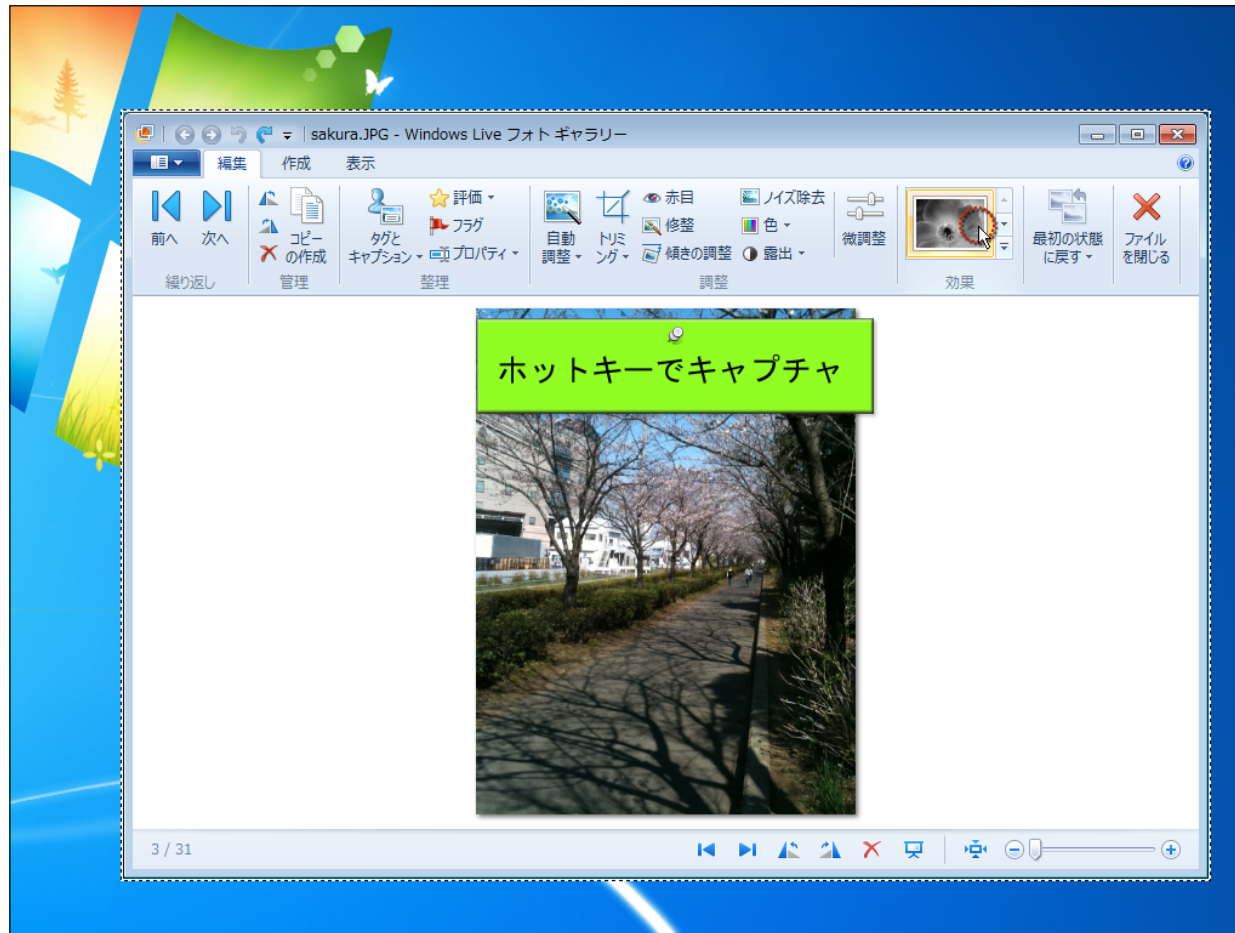 sakura.JPG - Windows Live フォト ギャラリー
編集 作成 表示
前へ 次へ
コピー
の作成
タグと
キャプション
評価
フラグ
プロパティ
自動
調整
トリミ
ング
赤目
修整
傾きの調整
ノイズ除去
色
露出
微調整
最初の状態
に戻す
ファイル
を閉じる
繰り返し 管理 整理 調整 効果
ホットキーでキャプチャ
3 / 31